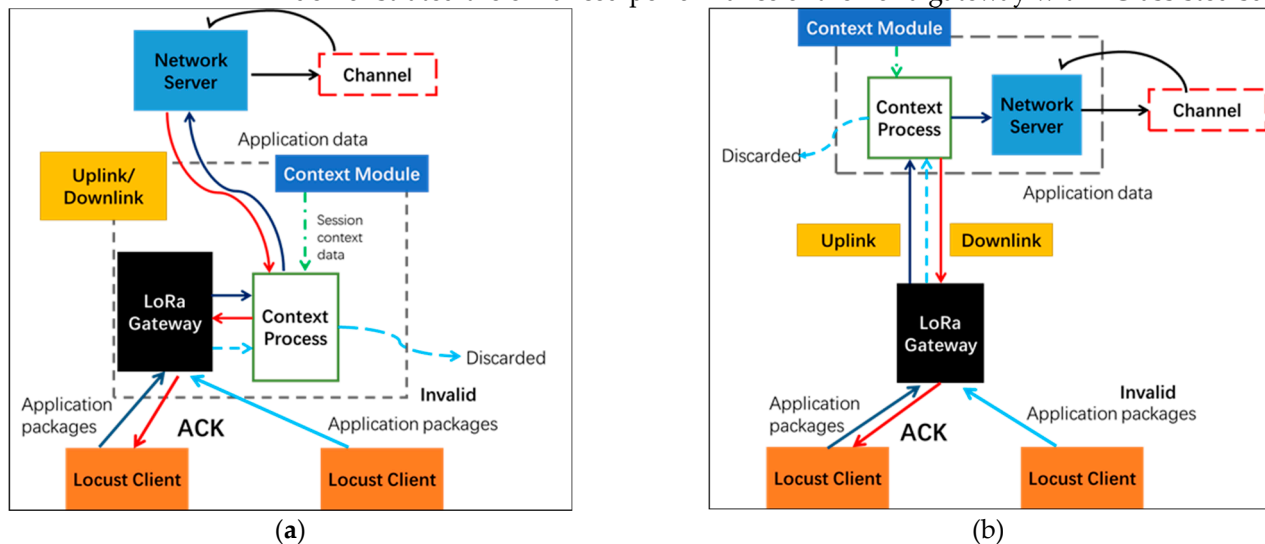 Network
Server
Channel
Application data
Uplink/
Downlink
Context Module
Session
context
data
LoRa
Gateway
Context
Process
Discarded
Invalid
Application
packages
ACK
Application packages
Locust Client
Locust Client
(a)
Context Module
Context
Process
Network
Server
Channel
Discarded
Application data
Uplink
Downlink
LoRa
Gateway
Invalid
Application
packages
Application packages
ACK
Locust Client
Locust Client
(b)